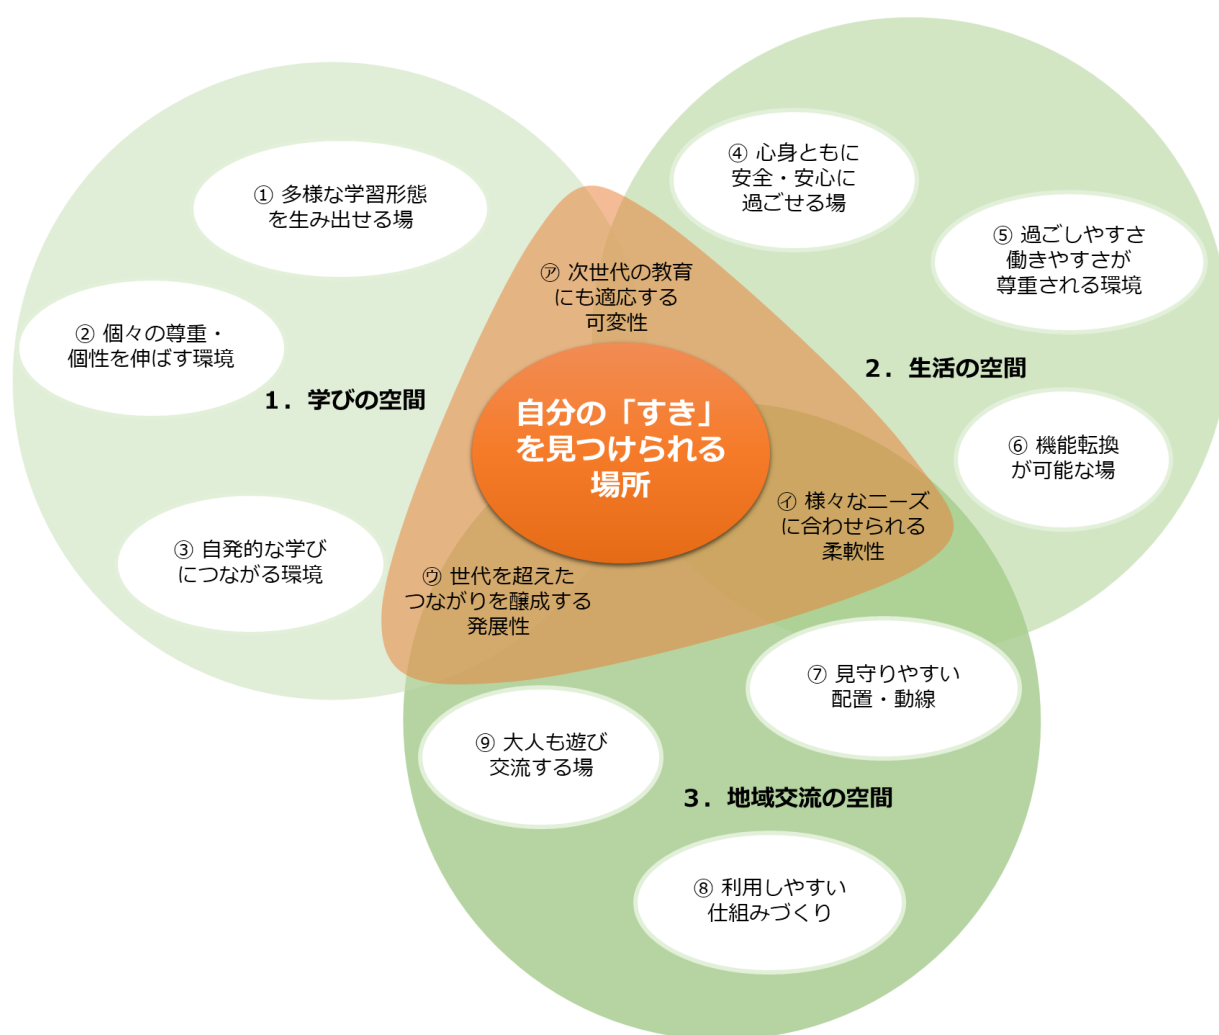 ① 多様な学習形態
を生み出せる場
② 個々の尊重・
個性を伸ばす環境
1．学びの空間
③ 自発的な学び
につながる環境
④ 心身ともに
安全・安心に
過ごせる場
⑤ 過ごしやすさ
働きやすさが
尊重される環境
2．生活の空間
⑥ 機能転換
が可能な場
㋐ 次世代の教育
にも適応する
可変性
自分の「すき」
を見つけられる
場所
㋑ 様々なニーズ
に合わせられる
柔軟性
㋒ 世代を超えた
つながりを醸成する
発展性
⑦ 見守りやすい
配置・動線
⑨ 大人も遊び
交流する場
3．地域交流の空間
⑧ 利用しやすい
仕組みづくり